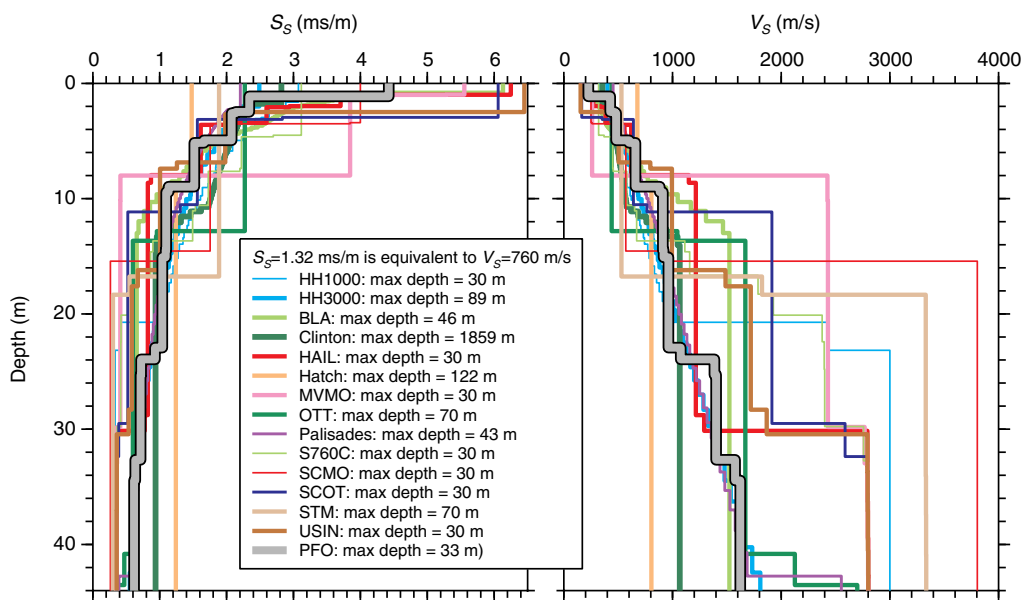 S_S (ms/m)
V_S (m/s)
0 1 2 3 4 5 6
0 1000 2000 3000 4000
0
10
20
30
40
Depth (m)
S_S=1.32 ms/m is equivalent to V_S=760 m/s
HH1000: max depth = 30 m
HH3000: max depth = 89 m
BLA: max depth = 46 m
Clinton: max depth = 1859 m
HAIL: max depth = 30 m
Hatch: max depth = 122 m
MVMO: max depth = 30 m
OTT: max depth = 70 m
Palisades: max depth = 43 m
S760C: max depth = 30 m
SCMO: max depth = 30 m
SCOT: max depth = 30 m
STM: max depth = 70 m
USIN: max depth = 30 m
PFO: max depth = 33 m)